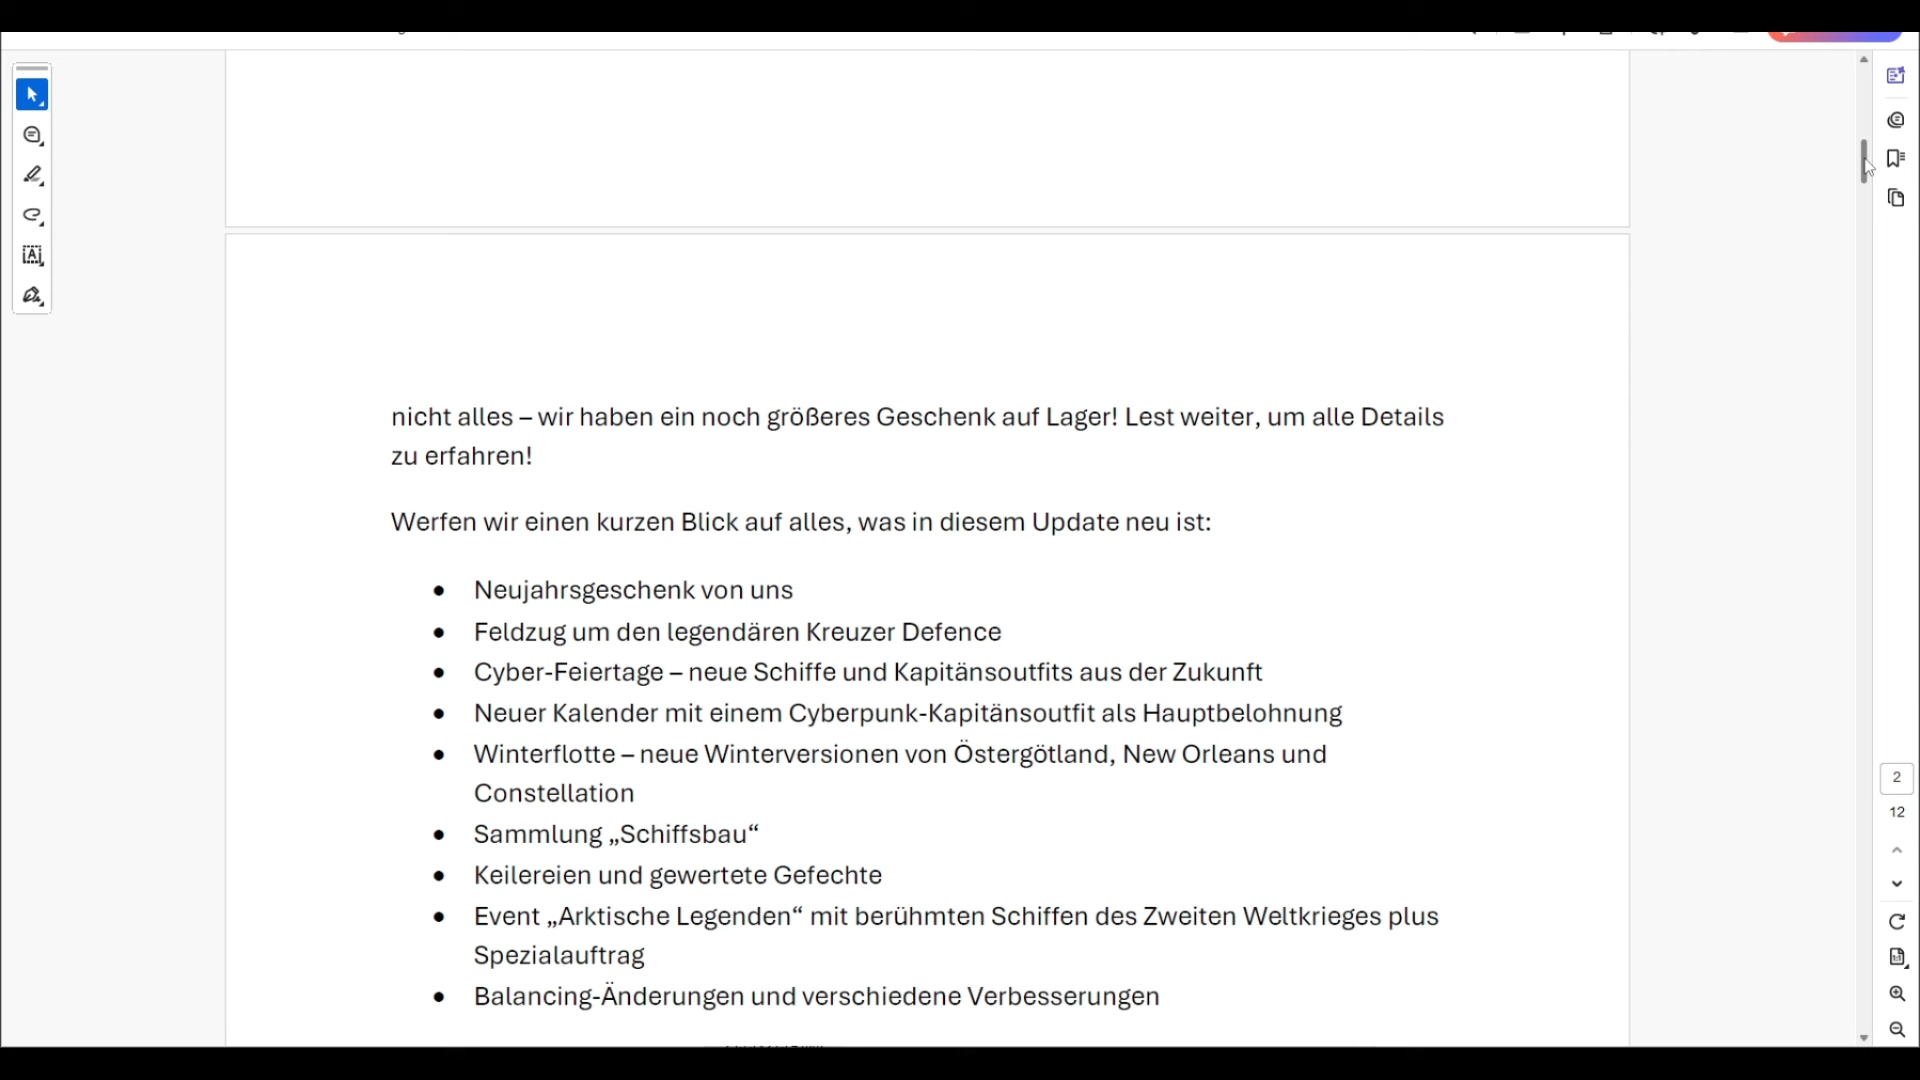 nicht alles – wir haben ein noch größeres Geschenk auf Lager! Lest weiter, um alle Details
zu erfahren!
Werfen wir einen kurzen Blick auf alles, was in diesem Update neu ist:
• Neujahrsgeschenk von uns
• Feldzug um den legendären Kreuzer Defence
• Cyber-Feiertage – neue Schiffe und Kapitänsoutfits aus der Zukunft
• Neuer Kalender mit einem Cyberpunk-Kapitänsoutfit als Hauptbelohnung
• Winterflotte – neue Winterversionen von Östergötland, New Orleans und
Constellation
• Sammlung „Schiffsbau“
• Keilereien und gewertete Gefechte
• Event „Arktische Legenden“ mit berühmten Schiffen des Zweiten Weltkrieges plus
Spezialauftrag
• Balancing-Änderungen und verschiedene Verbesserungen
2
12